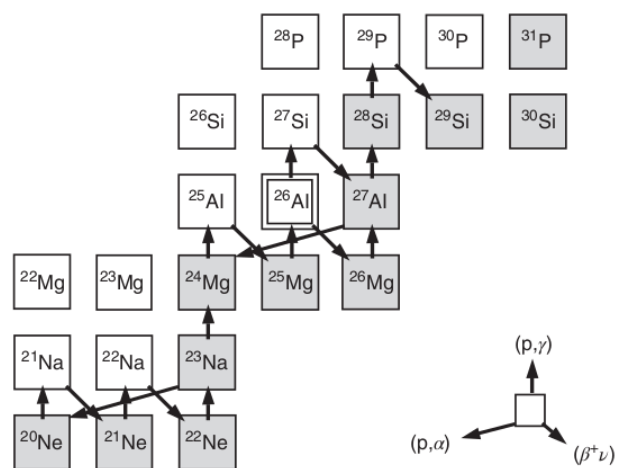 ²⁸P ²⁹P ³⁰P ³¹P
²⁶Si ²⁷Si ²⁸Si ²⁹Si ³⁰Si
²⁵Al ²⁶Al ²⁷Al
²²Mg ²³Mg ²⁴Mg ²⁵Mg ²⁶Mg
²¹Na ²²Na ²³Na
²⁰Ne ²¹Ne ²²Ne
(p,γ)
(p,α)
(β⁺ν)